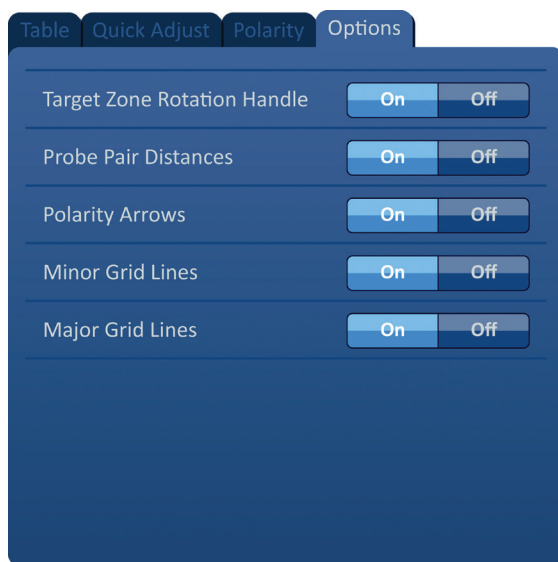 Table Quick Adjust Polarity Options
Target Zone Rotation Handle On Off
Probe Pair Distances On Off
Polarity Arrows On Off
Minor Grid Lines On Off
Major Grid Lines On Off